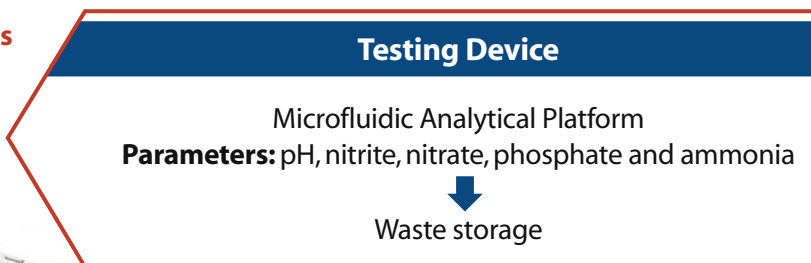 s
Testing Device
Microfluidic Analytical Platform
Parameters: pH, nitrite, nitrate, phosphate and ammonia
Waste storage